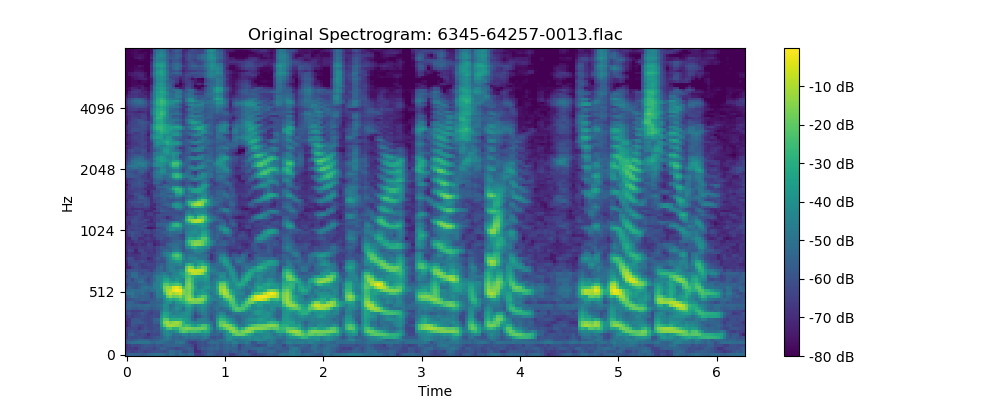 Original Spectrogram: 6345-64257-0013.flac
Hz
4096
2048
1024
512
0
0 1 2 3 4 5 6
Time
-10 dB
-20 dB
-30 dB
-40 dB
-50 dB
-60 dB
-70 dB
-80 dB